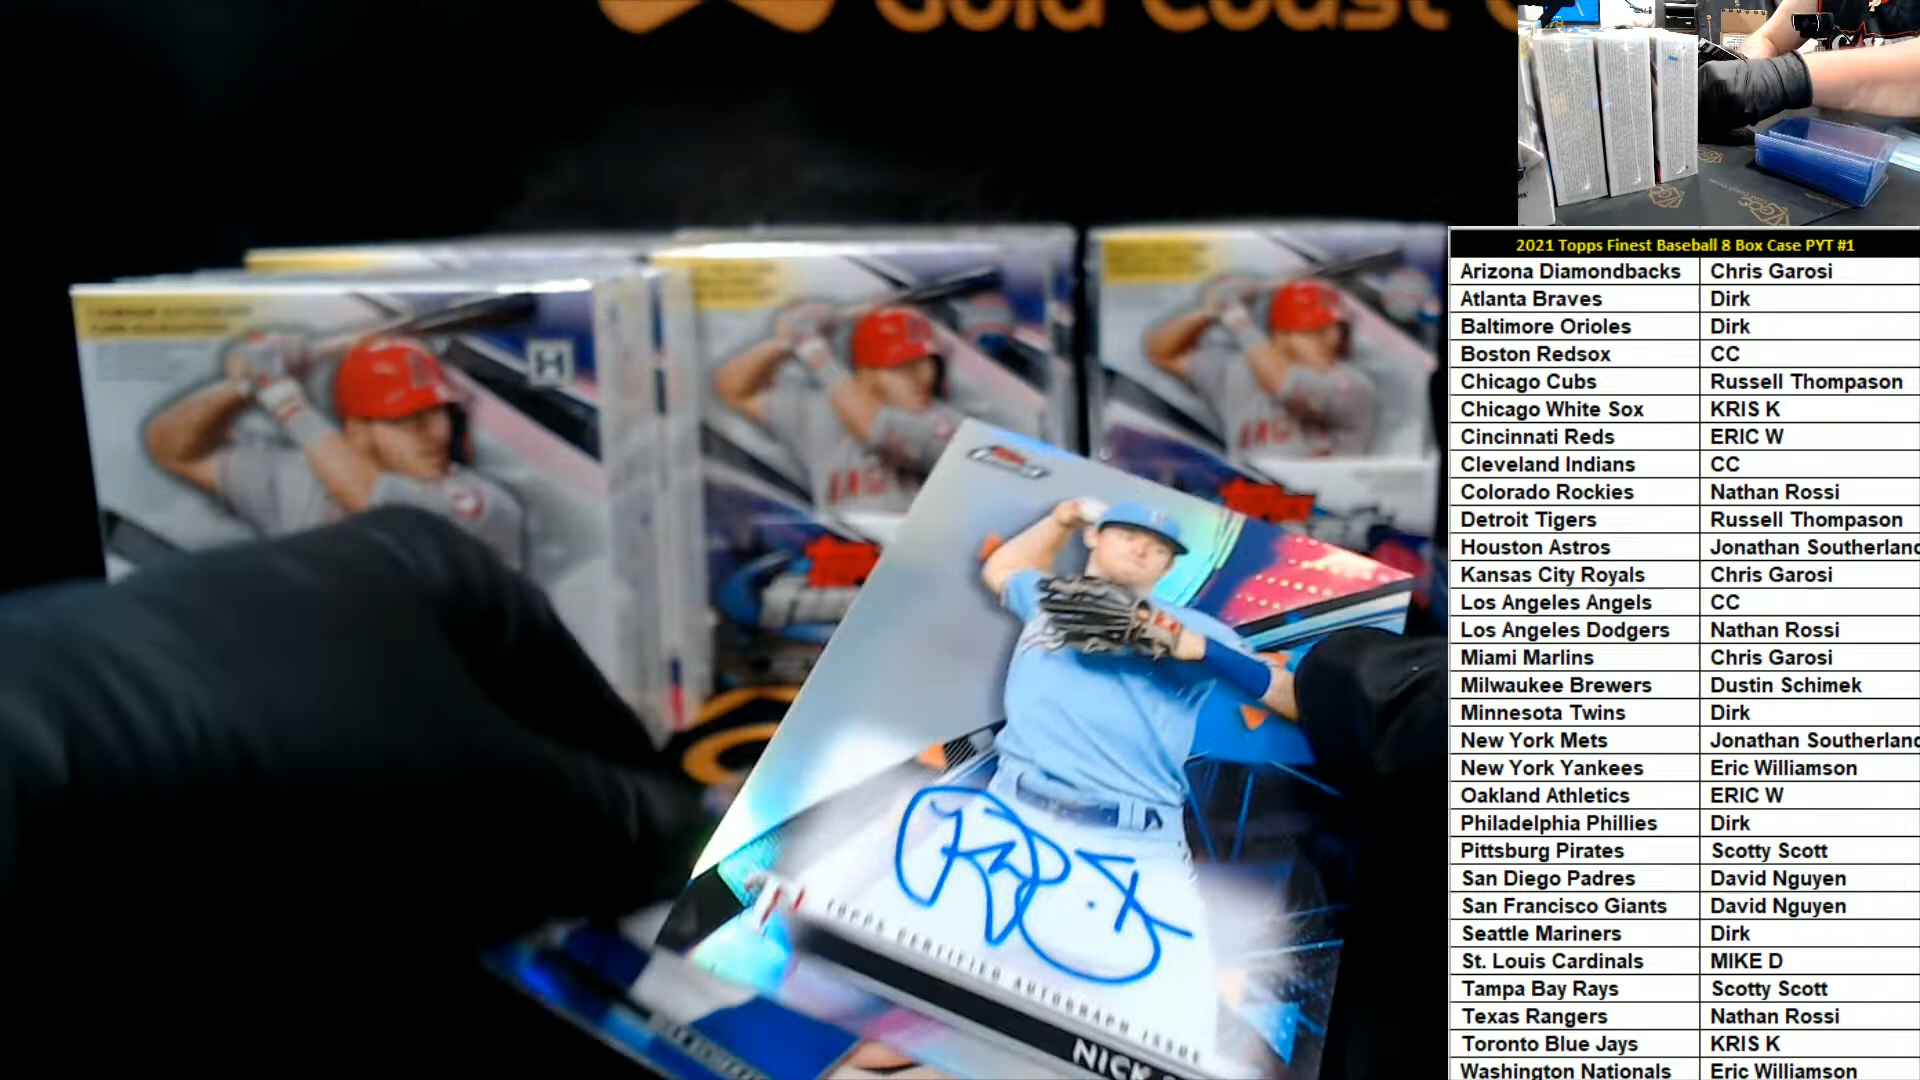 Gold Coast
2021 Topps Finest Baseball 8 Box Case PYT #1
Arizona Diamondbacks Chris Garosi
Atlanta Braves Dirk
Baltimore Orioles Dirk
Boston Redsox CC
Chicago Cubs Russell Thompason
Chicago White Sox KRIS K
Cincinnati Reds ERIC W
Cleveland Indians CC
Colorado Rockies Nathan Rossi
Detroit Tigers Russell Thompason
Houston Astros Jonathan Southerland
Kansas City Royals Chris Garosi
Los Angeles Angels CC
Los Angeles Dodgers Nathan Rossi
Miami Marlins Chris Garosi
Milwaukee Brewers Dustin Schimek
Minnesota Twins Dirk
New York Mets Jonathan Southerland
New York Yankees Eric Williamson
Oakland Athletics ERIC W
Philadelphia Phillies Dirk
Pittsburg Pirates Scotty Scott
San Diego Padres David Nguyen
San Francisco Giants David Nguyen
Seattle Mariners Dirk
St. Louis Cardinals MIKE D
Tampa Bay Rays Scotty Scott
Texas Rangers Nathan Rossi
Toronto Blue Jays KRIS K
Washington Nationals Eric Williamson
H
TOPPS CERTIFIED AUTOGRAPH ISSUE
NICK